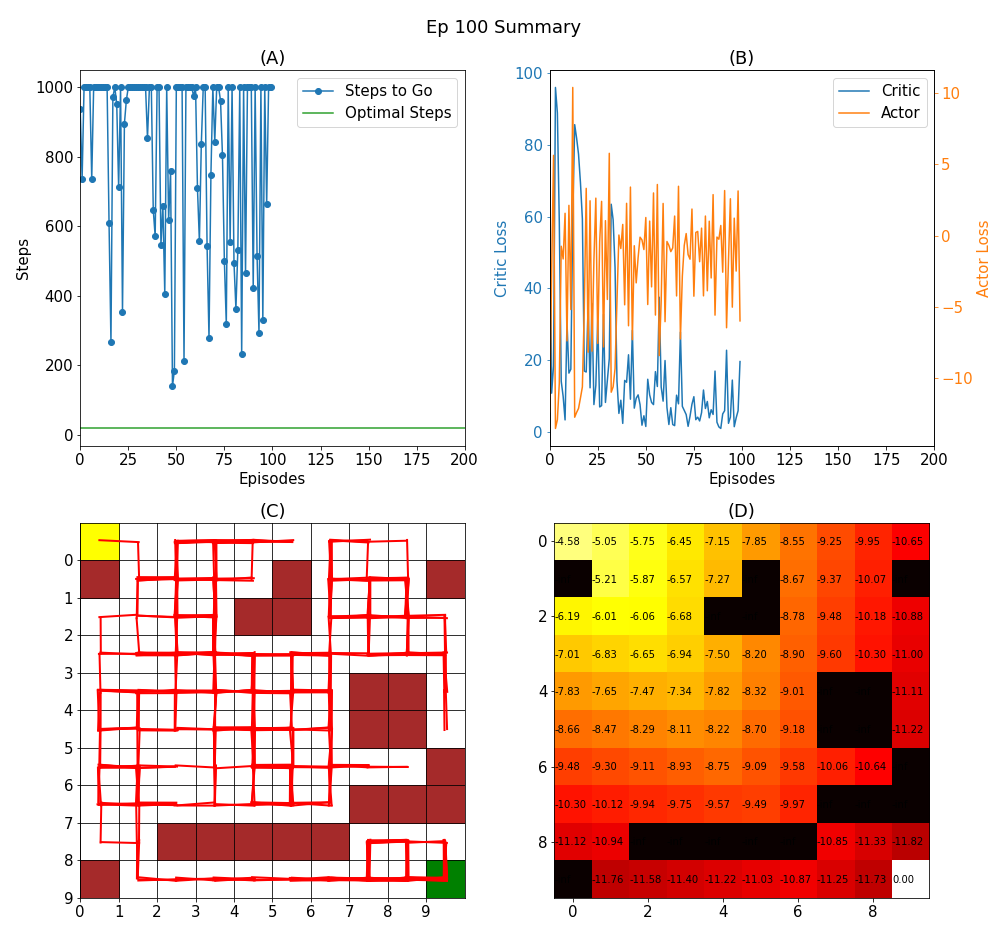 Ep 100 Summary
(A)
Steps to Go
Optimal Steps
1000
800
600
400
200
0
Steps
0 25 50 75 100 125 150 175 200
Episodes
(B)
Critic
Actor
100
80
60
40
20
0
Critic Loss
10
5
0
−5
−10
Actor Loss
0 25 50 75 100 125 150 175 200
Episodes
(C)
0
1
2
3
4
5
6
7
8
9
0 1 2 3 4 5 6 7 8 9
(D)
0 -4.58 -5.05 -5.75 -6.45 -7.15 -7.85 -8.55 -9.25 -9.95 -10.65
-5.21 -5.87 -6.57 -7.27 -8.67 -9.37 -10.07
2 -6.19 -6.01 -6.06 -6.68 -8.78 -9.48 -10.18 -10.88
-7.01 -6.83 -6.65 -6.94 -7.50 -8.20 -8.90 -9.60 -10.30 -11.00
4 -7.83 -7.65 -7.47 -7.34 -7.82 -8.32 -9.01 -11.11
-8.66 -8.47 -8.29 -8.11 -8.22 -8.70 -9.18 -11.22
6 -9.48 -9.30 -9.11 -8.93 -8.75 -9.09 -9.58 -10.06 -10.64
-10.30 -10.12 -9.94 -9.75 -9.57 -9.49 -9.97
8 -11.12 -10.94 -10.85 -11.33 -11.82
-11.76 -11.58 -11.40 -11.22 -11.03 -10.87 -11.25 -11.73 0.00
0 2 4 6 8